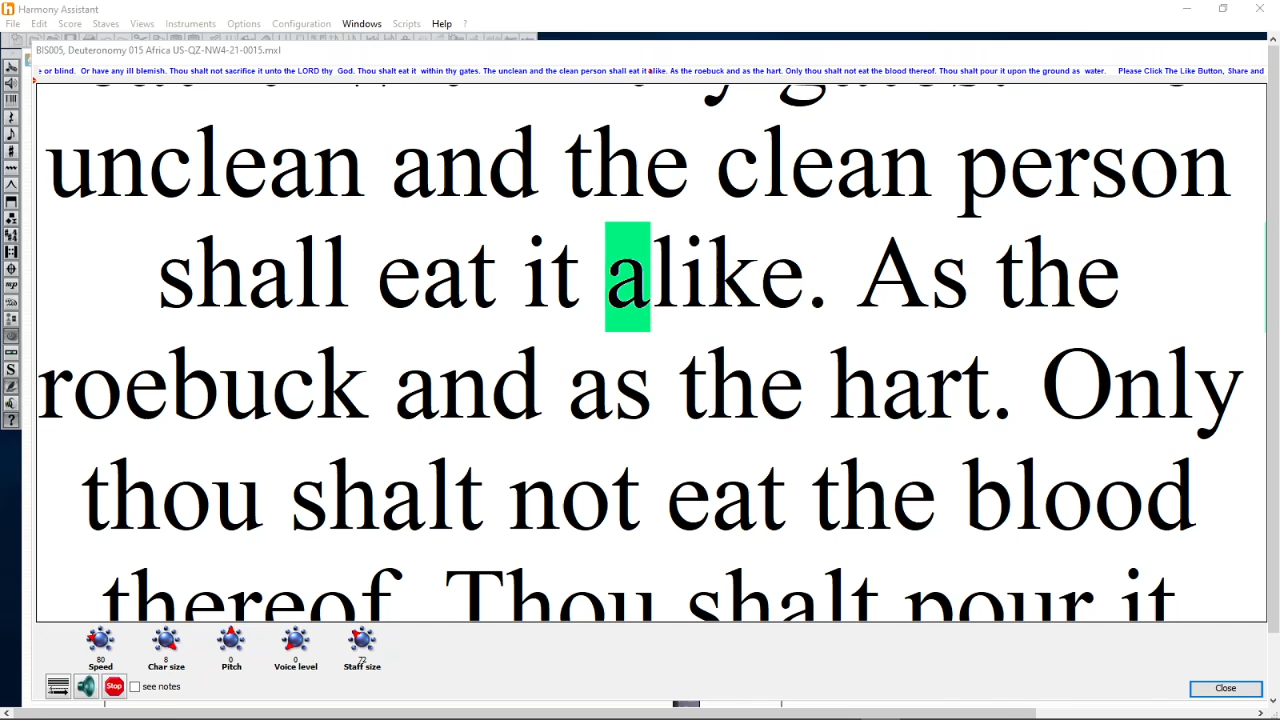 Harmony Assistant
File Edit Score Staves Views Instruments Options Configuration Windows Scripts Help ?
BIS005, Deuteronomy 015 Africa US-QZ-NW4-21-0015.mxl
e or blind. Or have any ill blemish. Thou shalt not sacrifice it unto the LORD thy God. Thou shalt eat it within thy gates. The unclean and the clean person shall eat it alike. As the roebuck and as the hart. Only thou shalt not eat the blood thereof. Thou shalt pour it upon the ground as water. Please Click The Like Button, Share and
unclean and the clean person
shall eat it alike. As the
roebuck and as the hart. Only
thou shalt not eat the blood
thereof. Thou shalt pour it
80 8 0 0 72
Speed Char size Pitch Voice level Staff size
Stop see notes Close